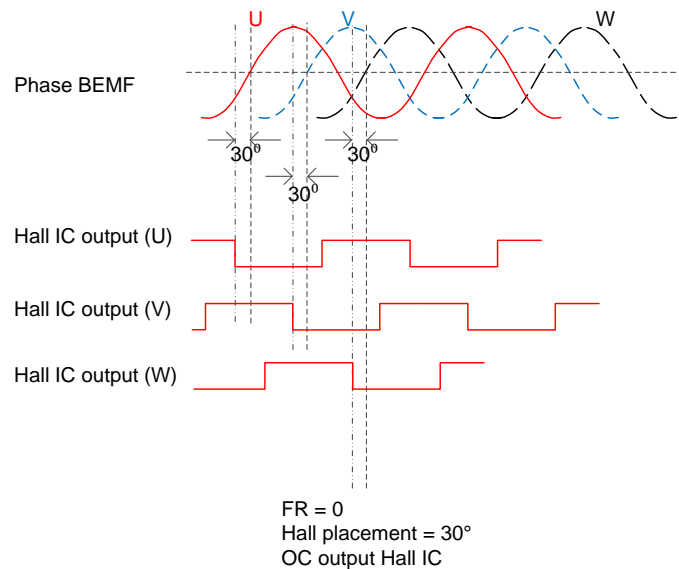 U
V
W
Phase BEMF
30⁰
30⁰
30⁰
Hall IC output (U)
Hall IC output (V)
Hall IC output (W)
FR = 0
Hall placement = 30°
OC output Hall IC